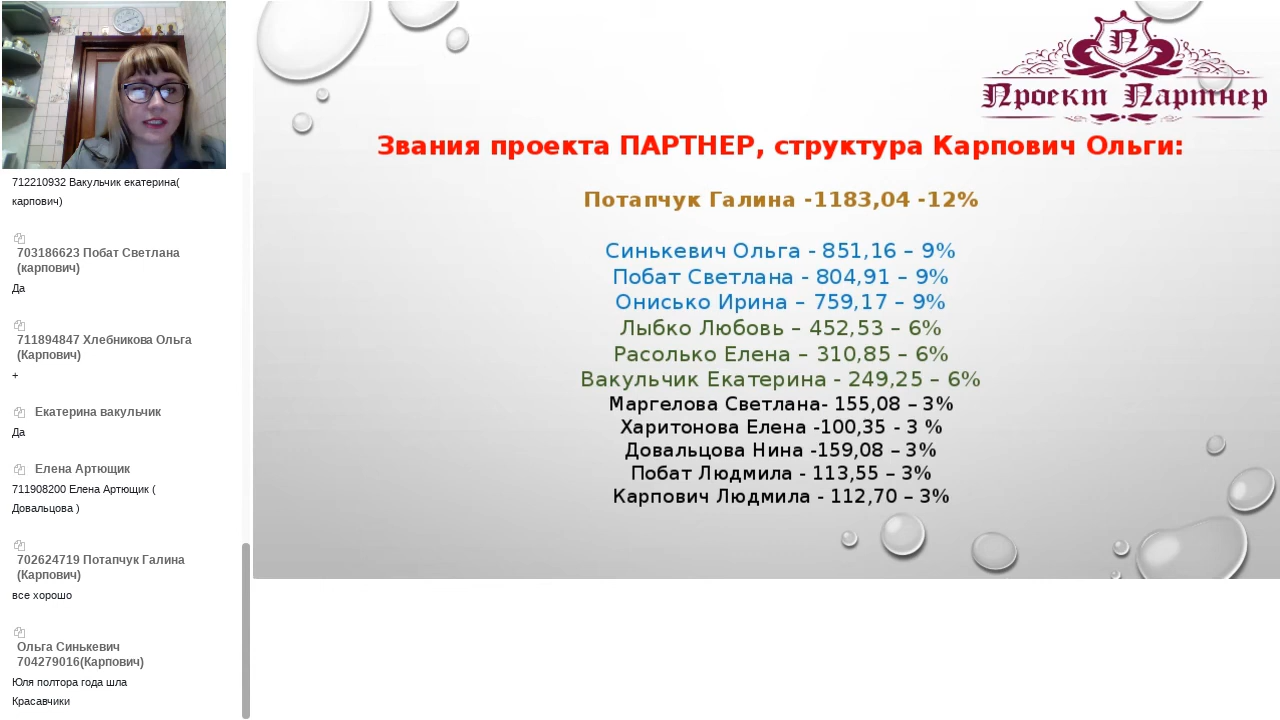 712210932 Вакульчик екатерина(
карпович)
703186623 Побат Светлана
(карпович)
Да
711894847 Хлебникова Ольга
(Карпович)
+
Екатерина вакульчик
Да
Елена Артющик
711908200 Елена Артющик (
Довальцова )
702624719 Потапчук Галина
(Карпович)
все хорошо
Ольга Синькевич
704279016(Карпович)
Юля полтора года шла
Красавчики
П
Проект Партнер
Звания проекта ПАРТНЕР, структура Карпович Ольги:
Потапчук Галина -1183,04 -12%
Синькевич Ольга - 851,16 – 9%
Побат Светлана - 804,91 – 9%
Онисько Ирина – 759,17 – 9%
Лыбко Любовь – 452,53 – 6%
Расолько Елена – 310,85 – 6%
Вакульчик Екатерина - 249,25 – 6%
Маргелова Светлана- 155,08 – 3%
Харитонова Елена -100,35 - 3 %
Довальцова Нина -159,08 – 3%
Побат Людмила - 113,55 – 3%
Карпович Людмила - 112,70 – 3%